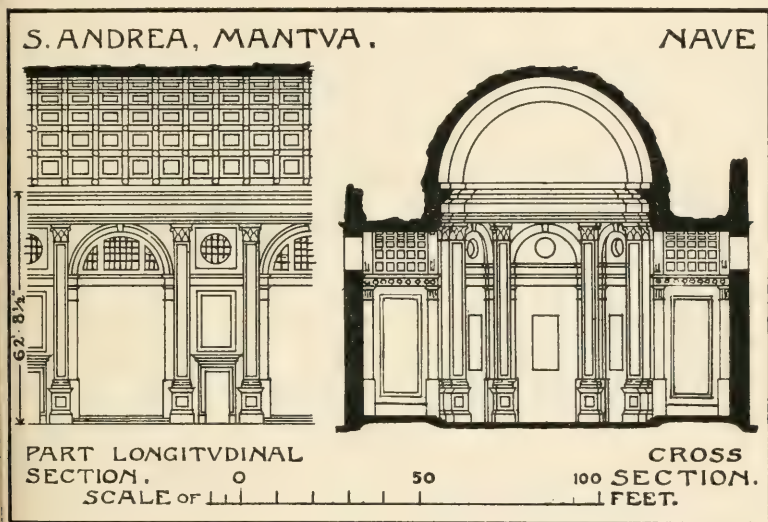 S. ANDREA, MANTVA.
NAVE
62'. 8½"
PART LONGITVDINAL
SECTION.
CROSS
SECTION.
0 50 100
SCALE OF FEET.